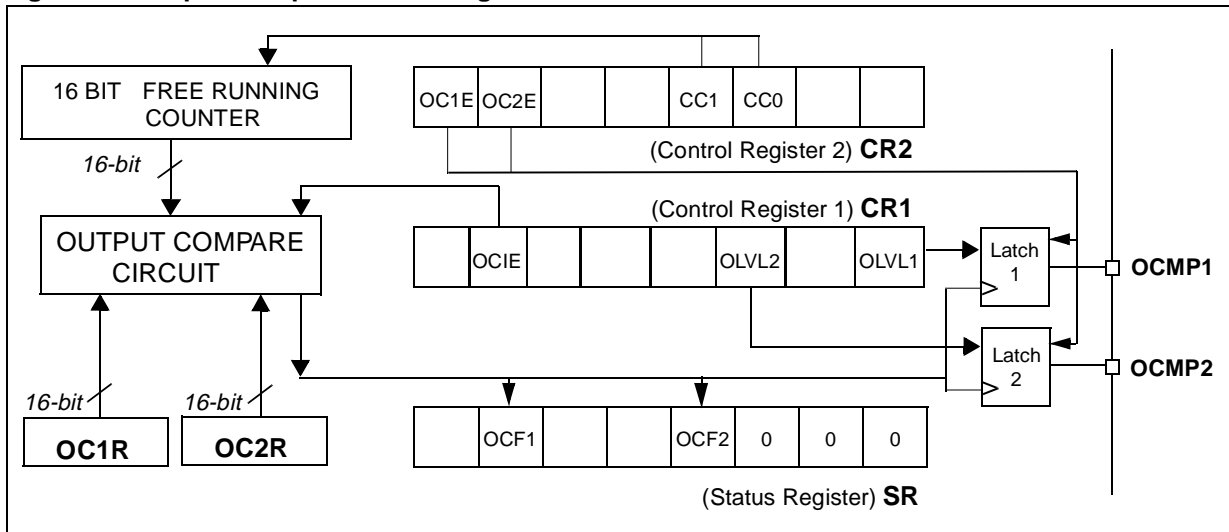 16 BIT FREE RUNNING
COUNTER
OC1E OC2E CC1 CC0
(Control Register 2) CR2
16-bit
(Control Register 1) CR1
OUTPUT COMPARE
CIRCUIT
OCIE OLVL2 OLVL1
Latch
1
OCMP1
Latch
2
OCMP2
16-bit
16-bit
OC1R
OC2R
OCF1 OCF2 0 0 0
(Status Register) SR